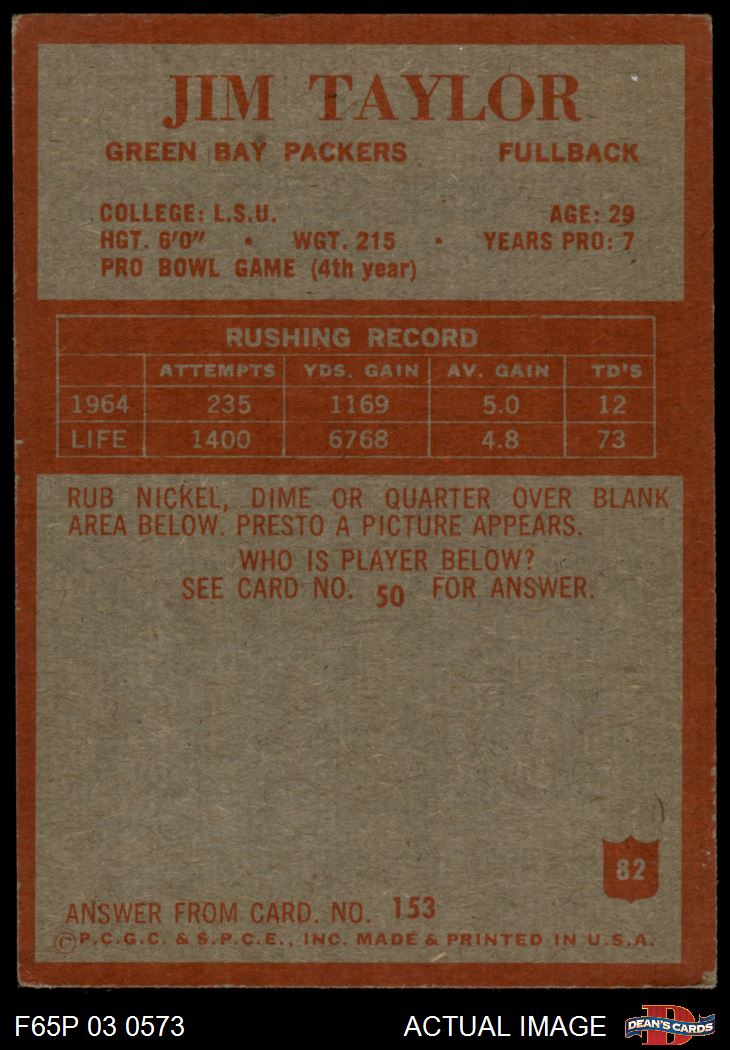 JIM TAYLOR
GREEN BAY PACKERS FULLBACK
COLLEGE: L.S.U. AGE: 29
HGT. 6'0" • WGT. 215 • YEARS PRO: 7
PRO BOWL GAME (4th year)
RUSHING RECORD
ATTEMPTS YDS. GAIN AV. GAIN TD'S
1964 235 1169 5.0 12
LIFE 1400 6768 4.8 73
RUB NICKEL, DIME OR QUARTER OVER BLANK
AREA BELOW. PRESTO A PICTURE APPEARS.
WHO IS PLAYER BELOW?
SEE CARD NO. 50 FOR ANSWER.
82
ANSWER FROM CARD. NO. 153
©P.C.G.C. & S.P.C.E., INC. MADE & PRINTED IN U.S.A.
F65P 03 0573 ACTUAL IMAGE D DEAN'S CARDS